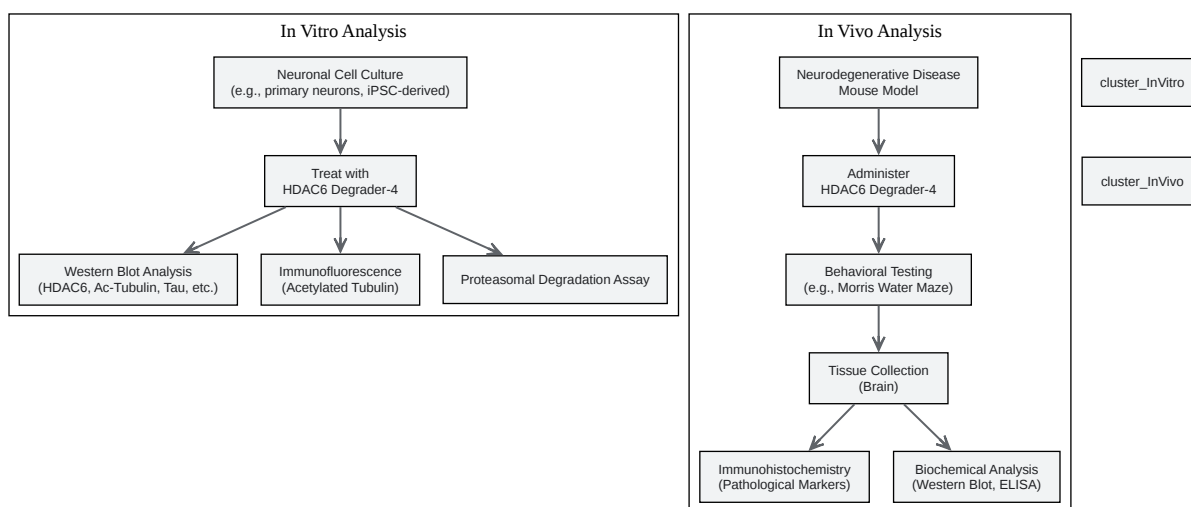 In Vitro Analysis
Neuronal Cell Culture
(e.g., primary neurons, iPSC-derived)
Treat with
HDAC6 Degrader-4
Western Blot Analysis
(HDAC6, Ac-Tubulin, Tau, etc.)
Immunofluorescence
(Acetylated Tubulin)
Proteasomal Degradation Assay
In Vivo Analysis
Neurodegenerative Disease
Mouse Model
Administer
HDAC6 Degrader-4
Behavioral Testing
(e.g., Morris Water Maze)
Tissue Collection
(Brain)
Immunohistochemistry
(Pathological Markers)
Biochemical Analysis
(Western Blot, ELISA)
cluster_InVitro
cluster_InVivo